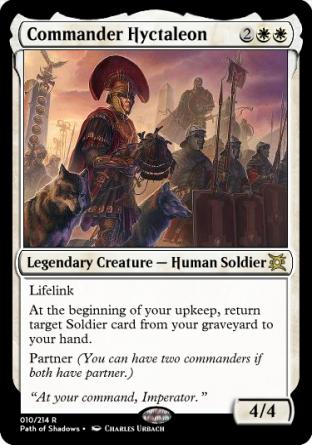 Commander Hyctaleon 2
Legendary Creature — Human Soldier
Lifelink
At the beginning of your upkeep, return
target Soldier card from your graveyard to
your hand.
Partner (You can have two commanders if
both have partner.)
"At your command, Imperator."
4/4
010/214 R
Path of Shadows • Charles Urbach